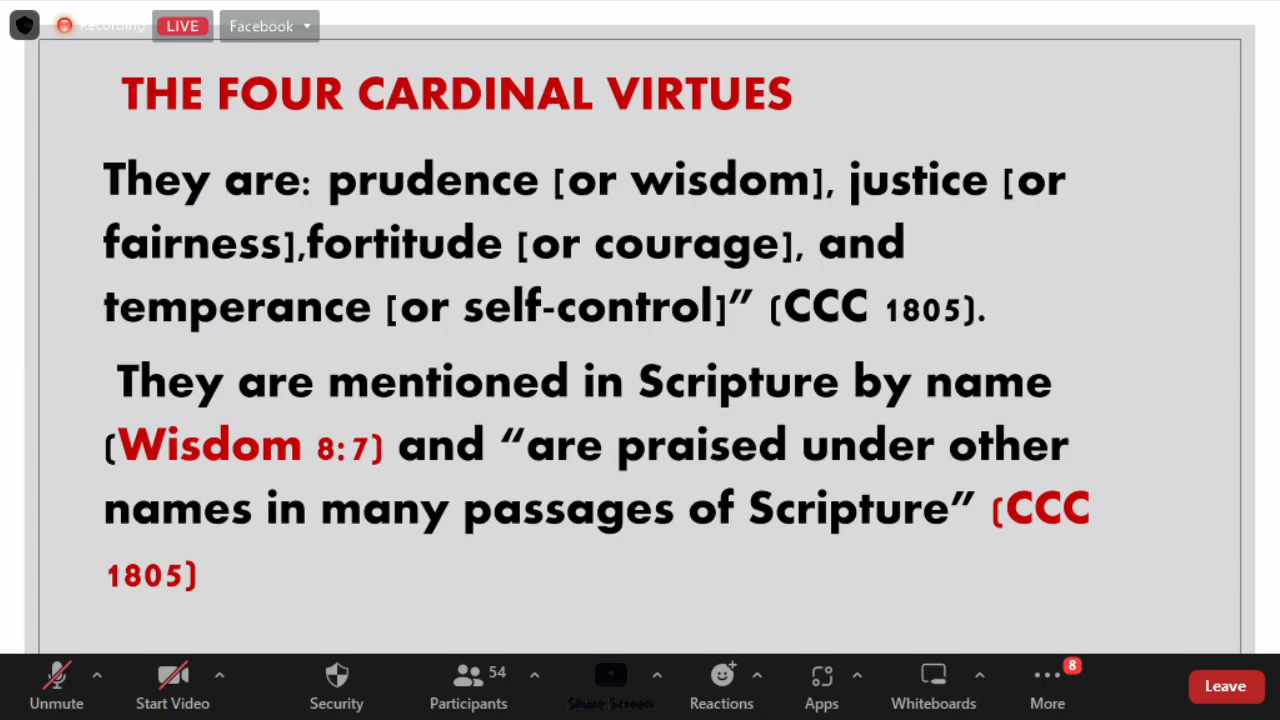 Recording LIVE Facebook
THE FOUR CARDINAL VIRTUES
They are: prudence [or wisdom], justice [or
fairness],fortitude [or courage], and
temperance [or self-control]” (CCC 1805).
They are mentioned in Scripture by name
(Wisdom 8:7) and “are praised under other
names in many passages of Scripture” (CCC
1805)
54 8
Unmute Start Video Security Participants Share Screen Reactions Apps Whiteboards More Leave